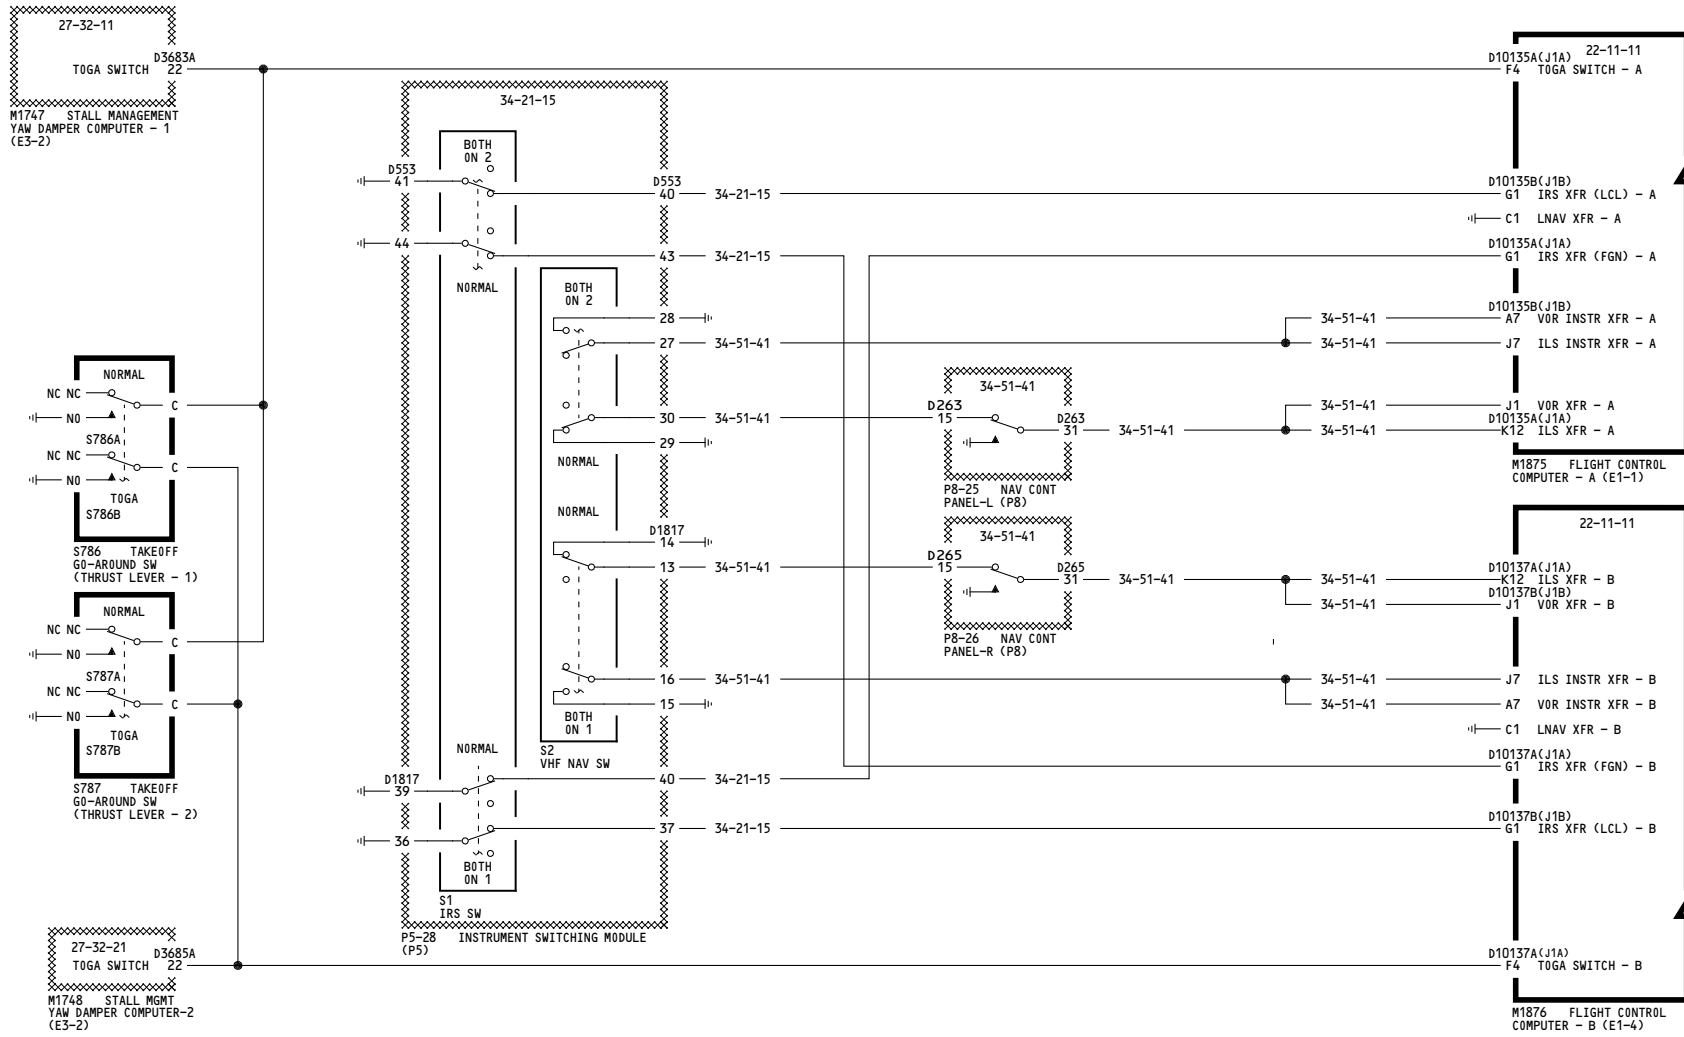 27-32-11
D3683A
TOGA SWITCH 22
M1747 STALL MANAGEMENT
YAW DAMPER COMPUTER - 1
(E3-2)
NORMAL
NC NC
C
NO
S786A
NC NC
C
NO
TOGA
S786B
S786 TAKEOFF
GO-AROUND SW
(THRUST LEVER - 1)
NORMAL
NC NC
C
NO
S787A
NC NC
C
NO
TOGA
S787B
S787 TAKEOFF
GO-AROUND SW
(THRUST LEVER - 2)
27-32-21
D3685A
TOGA SWITCH 22
M1748 STALL MGMT
YAW DAMPER COMPUTER-2
(E3-2)
34-21-15
BOTH
ON 2
D553
41
D553
40 34-21-15
44
43 34-21-15
NORMAL
BOTH
ON 2
28
27 34-51-41
30 34-51-41
29
NORMAL
NORMAL
D1817
14
13 34-51-41
16 34-51-41
15
BOTH
ON 1
S2
VHF NAV SW
NORMAL
D1817
39
40 34-21-15
37 34-21-15
36
BOTH
ON 1
S1
IRS SW
P5-28 INSTRUMENT SWITCHING MODULE
(P5)
34-51-41
D263
15
D263
31 34-51-41
P8-25 NAV CONT
PANEL-L (P8)
34-51-41
D265
15
D265
31 34-51-41
P8-26 NAV CONT
PANEL-R (P8)
22-11-11
D10135A(J1A)
F4 TOGA SWITCH - A
D10135B(J1B)
G1 IRS XFR (LCL) - A
C1 LNAV XFR - A
D10135A(J1A)
G1 IRS XFR (FGN) - A
D10135B(J1B)
34-51-41 A7 VOR INSTR XFR - A
34-51-41 J7 ILS INSTR XFR - A
34-51-41 J1 VOR XFR - A
D10135A(J1A)
34-51-41 K12 ILS XFR - A
M1875 FLIGHT CONTROL
COMPUTER - A (E1-1)
22-11-11
D10137A(J1A)
34-51-41 K12 ILS XFR - B
D10137B(J1B)
34-51-41 J1 VOR XFR - B
34-51-41 J7 ILS INSTR XFR - B
34-51-41 A7 VOR INSTR XFR - B
C1 LNAV XFR - B
D10137A(J1A)
G1 IRS XFR (FGN) - B
D10137B(J1B)
G1 IRS XFR (LCL) - B
D10137A(J1A)
F4 TOGA SWITCH - B
M1876 FLIGHT CONTROL
COMPUTER - B (E1-4)